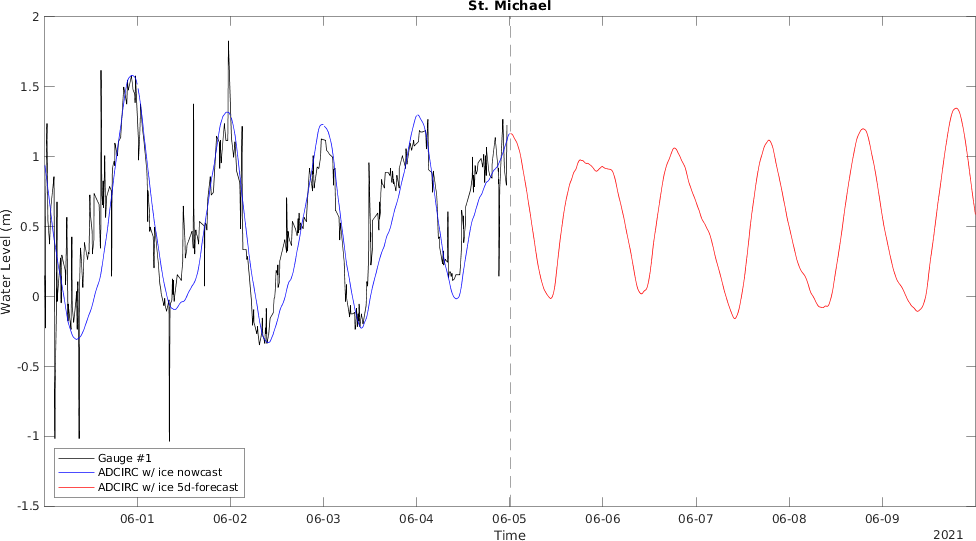 St. Michael
2
1.5
1
0.5
0
-0.5
-1
-1.5
Water Level (m)
Gauge #1
ADCIRC w/ ice nowcast
ADCIRC w/ ice 5d-forecast
06-01 06-02 06-03 06-04 06-05 06-06 06-07 06-08 06-09
Time
2021